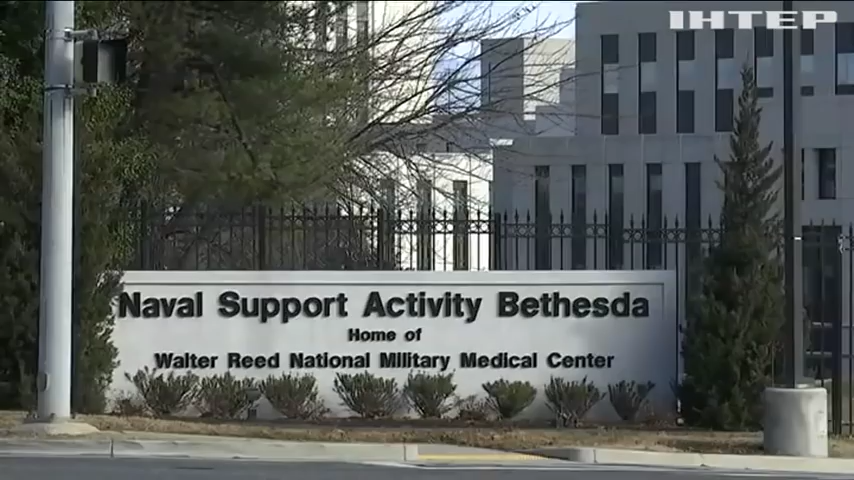 ІНТЕР
Naval Support Activity Bethesda
Home of
Walter Reed National Military Medical Center